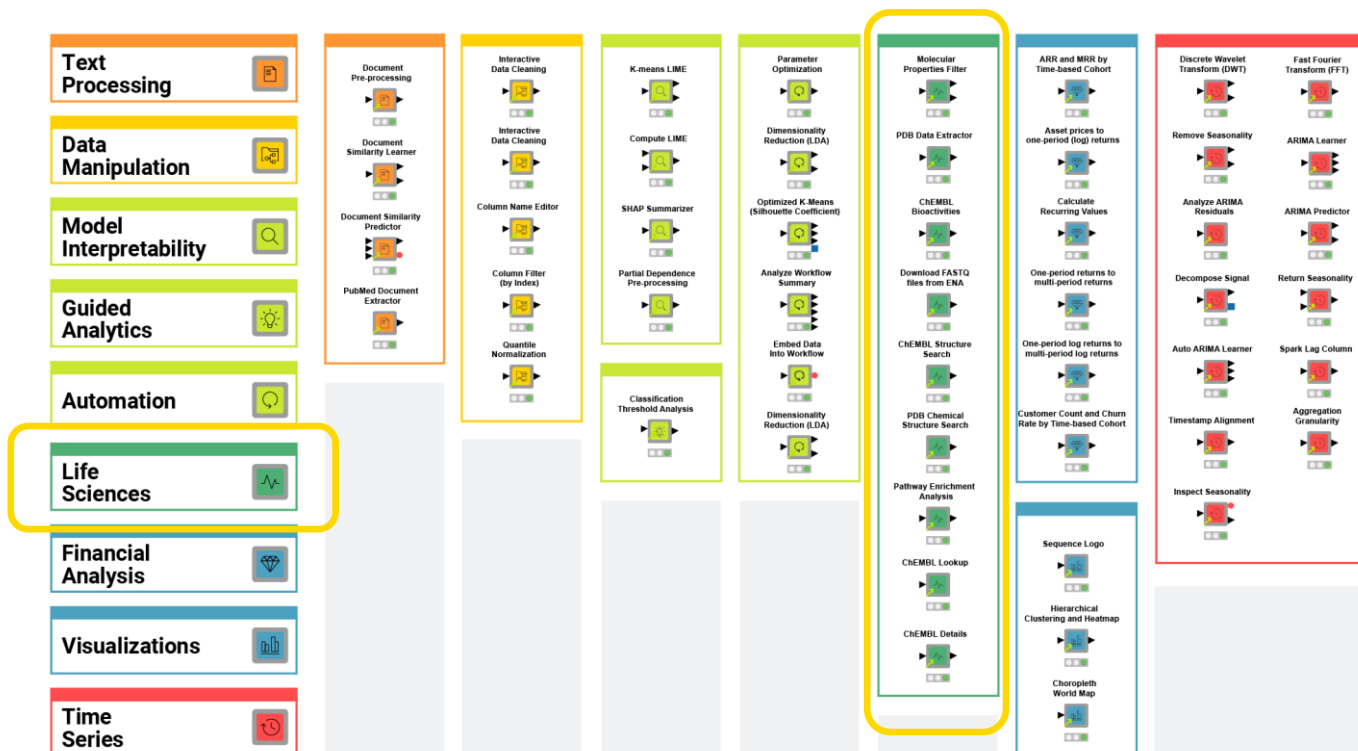 Text
Processing
Data
Manipulation
Model
Interpretability
Guided
Analytics
Automation
Life
Sciences
Financial
Analysis
Visualizations
Time
Series
Document
Pre-processing
Document
Similarity Learner
Document Similarity
Predictor
PubMed Document
Extractor
Interactive
Data Cleaning
Interactive
Data Cleaning
Column Name Editor
Column Filter
(by Index)
Quantile
Normalization
K-means LIME
Compute LIME
SHAP Summarizer
Partial Dependence
Pre-processing
Classification
Threshold Analysis
Parameter
Optimization
Dimensionality
Reduction (LDA)
Optimized K-Means
(Silhouette Coefficient)
Analyze Workflow
Summary
Embed Data
Into Workflow
Dimensionality
Reduction (LDA)
Molecular
Properties Filter
PDB Data Extractor
ChEMBL
Bioactivities
Download FASTQ
files from ENA
ChEMBL Structure
Search
PDB Chemical
Structure Search
Pathway Enrichment
Analysis
ChEMBL Lookup
ChEMBL Details
ARR and MRR by
Time-based Cohort
Asset prices to
one-period (log) returns
Calculate
Recurring Values
One-period returns to
multi-period returns
One-period log returns to
multi-period log returns
Customer Count and Churn
Rate by Time-based Cohort
Sequence Logo
Hierarchical
Clustering and Heatmap
Choropleth
World Map
Discrete Wavelet
Transform (DWT)
Remove Seasonality
Analyze ARIMA
Residuals
Decompose Signal
Auto ARIMA Learner
Timestamp Alignment
Inspect Seasonality
Fast Fourier
Transform (FFT)
ARIMA Learner
ARIMA Predictor
Return Seasonality
Spark Lag Column
Aggregation
Granularity